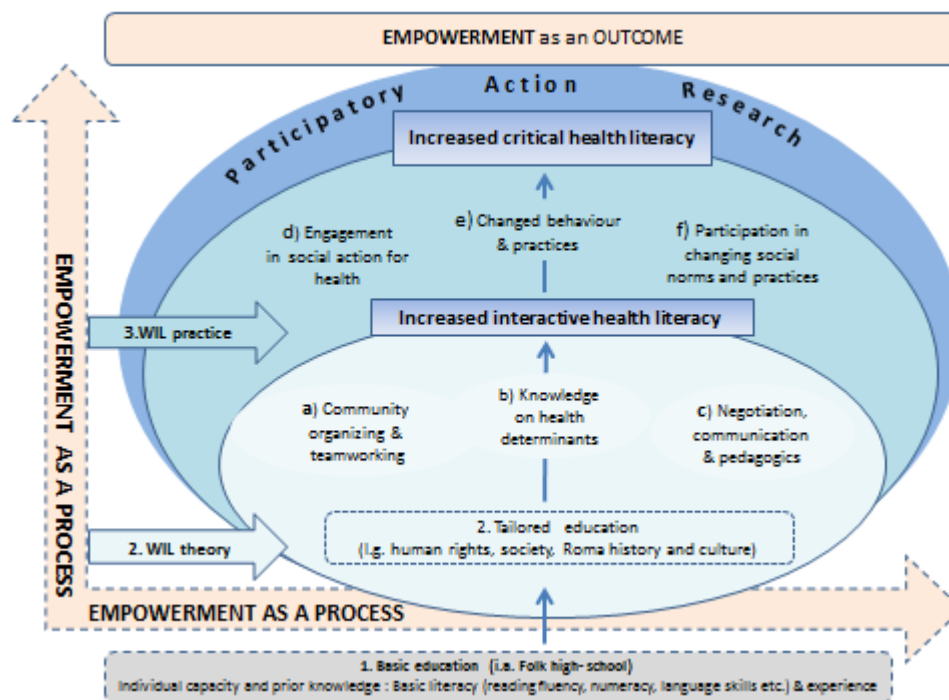 EMPOWERMENT as an OUTCOME
Participatory Action Research
Increased critical health literacy
d) Engagement
in social action for
health
e) Changed behaviour
& practices
f) Participation in
changing social
norms and practices
EMPOWERMENT AS A PROCESS
3.WIL practice
Increased interactive health literacy
a) Community
organizing &
teamworking
b) Knowledge
on health
determinants
c) Negotiation,
communication
& pedagogics
2. WIL theory
2. Tailored education
(I.g. human rights, society, Roma history and culture)
EMPOWERMENT AS A PROCESS
1. Basic education (i.a. Folk high- school)
Individual capacity and prior knowledge : Basic literacy (reading fluency, numeracy, language skills etc.) & experience